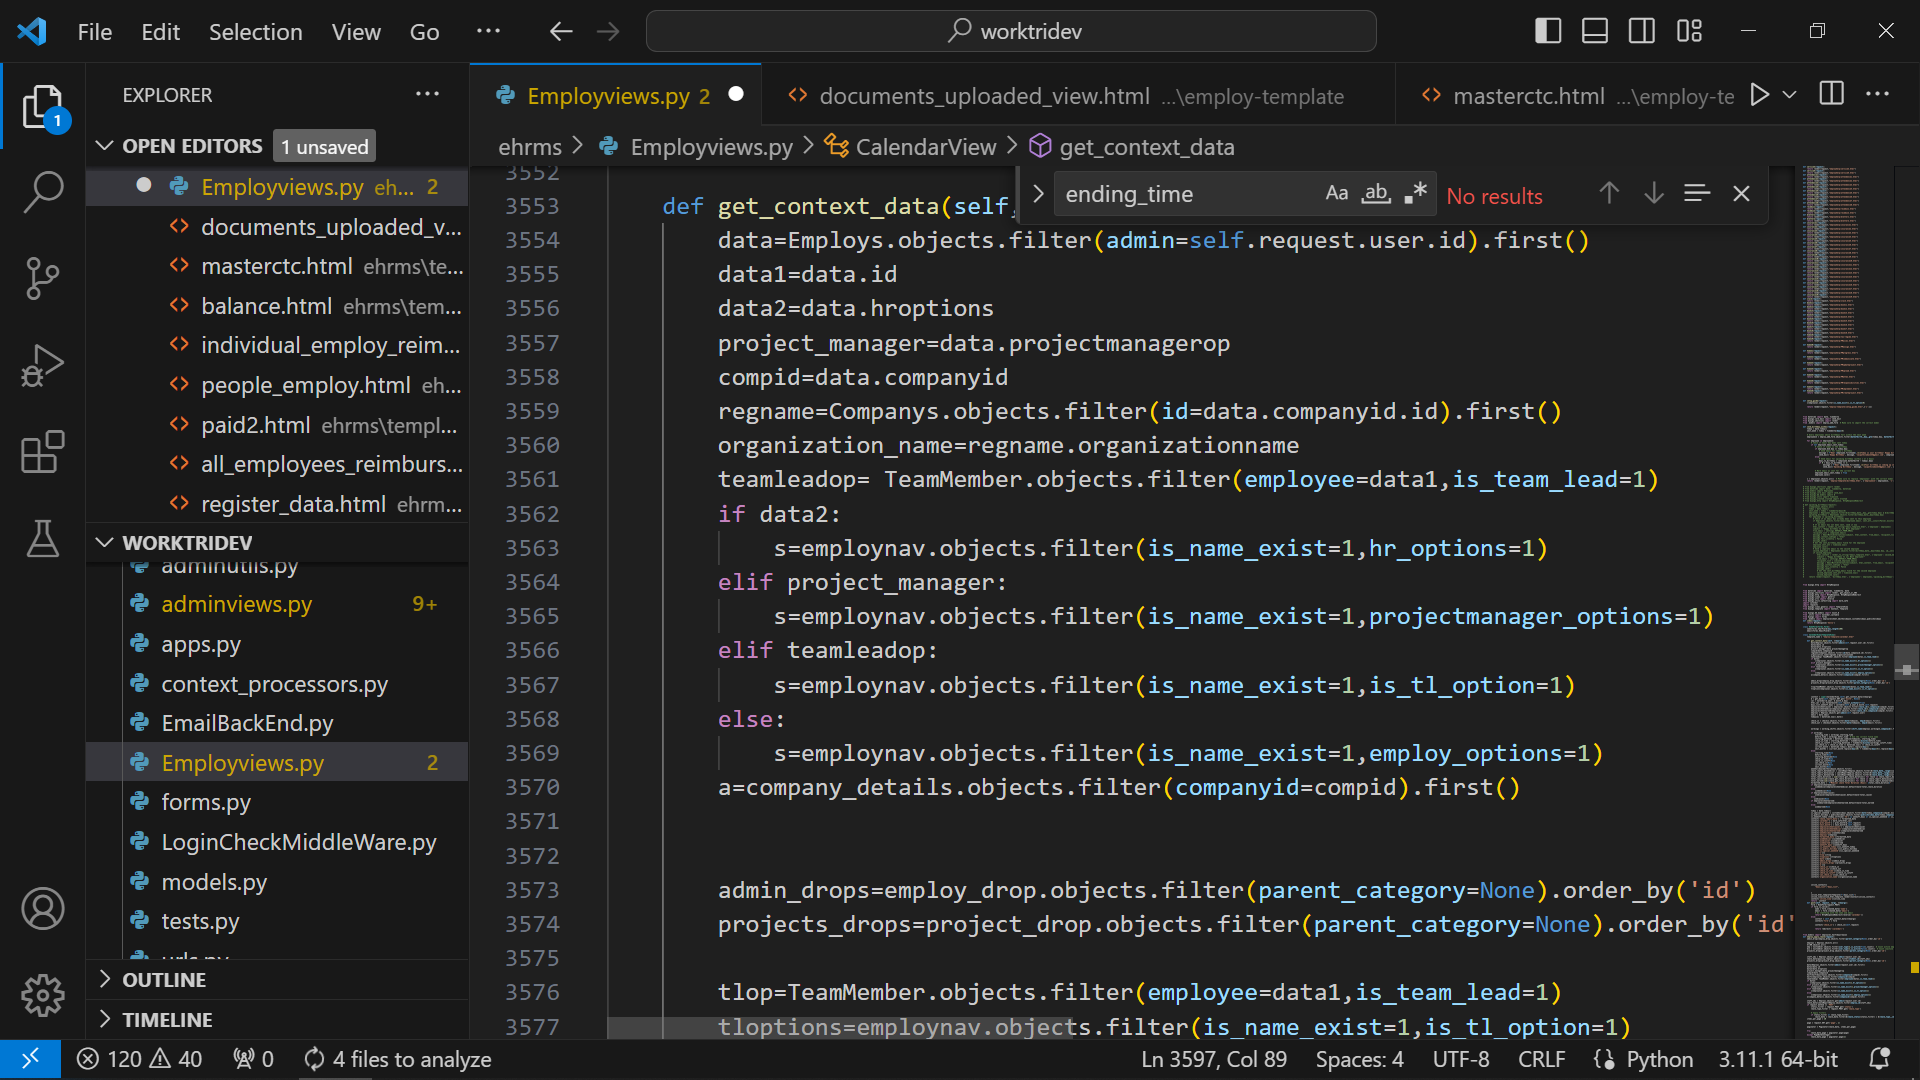 File Edit Selection View Go ··· worktridev
EXPLORER
1
OPEN EDITORS 1 unsaved
Employviews.py eh... 2
documents_uploaded_v...
masterctc.html ehrms\te...
balance.html ehrms\tem...
individual_employ_reim...
people_employ.html eh...
paid2.html ehrms\templ...
all_employees_reimburs...
register_data.html ehrm...
WORKTRIDEV
adminutils.py
adminviews.py 9+
apps.py
context_processors.py
EmailBackEnd.py
Employviews.py 2
forms.py
LoginCheckMiddleWare.py
models.py
tests.py
urls.py
OUTLINE
TIMELINE
Employviews.py 2 documents_uploaded_view.html ...\employ-template masterctc.html ...\employ-te
ehrms > Employviews.py > CalendarView > get_context_data
ending_time Aa ab .* No results
3552
3553 def get_context_data(self,
3554 data=Employs.objects.filter(admin=self.request.user.id).first()
3555 data1=data.id
3556 data2=data.hroptions
3557 project_manager=data.projectmanagerop
3558 compid=data.companyid
3559 regname=Companys.objects.filter(id=data.companyid.id).first()
3560 organization_name=regname.organizationname
3561 teamleadop= TeamMember.objects.filter(employee=data1,is_team_lead=1)
3562 if data2:
3563 s=employnav.objects.filter(is_name_exist=1,hr_options=1)
3564 elif project_manager:
3565 s=employnav.objects.filter(is_name_exist=1,projectmanager_options=1)
3566 elif teamleadop:
3567 s=employnav.objects.filter(is_name_exist=1,is_tl_option=1)
3568 else:
3569 s=employnav.objects.filter(is_name_exist=1,employ_options=1)
3570 a=company_details.objects.filter(companyid=compid).first()
3571
3572
3573 admin_drops=employ_drop.objects.filter(parent_category=None).order_by('id')
3574 projects_drops=project_drop.objects.filter(parent_category=None).order_by('id'
3575
3576 tlop=TeamMember.objects.filter(employee=data1,is_team_lead=1)
3577 tloptions=employnav.objects.filter(is_name_exist=1,is_tl_option=1)
120 40 0 4 files to analyze Ln 3597, Col 89 Spaces: 4 UTF-8 CRLF Python 3.11.1 64-bit